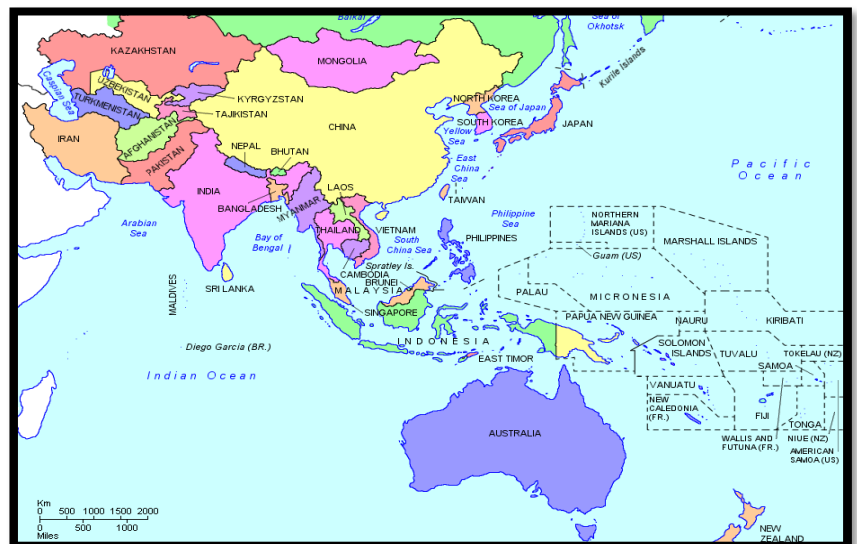 Baikal
Sea of
Okhotsk
KAZAKHSTAN
MONGOLIA
Kurile Islands
Caspian Sea
UZBEKISTAN
TURKMENISTAN
KYRGYZSTAN
TAJIKISTAN
NORTH KOREA
Sea of Japan
SOUTH KOREA
JAPAN
CHINA
Yellow
Sea
IRAN
AFGHANISTAN
PAKISTAN
NEPAL
BHUTAN
East
China
Sea
Pacific
Ocean
INDIA
LAOS
TAIWAN
BANGLADESH
MYANMAR
Arabian
Sea
Bay of
Bengal
THAILAND
VIETNAM
South
China Sea
Philippine
Sea
PHILIPPINES
NORTHERN
MARIANA
ISLANDS (US)
MARSHALL ISLANDS
Guam (US)
CAMBODIA
Spratley Is.
BRUNEI
MALAYSIA
MALDIVES
SRI LANKA
PALAU
MICRONESIA
SINGAPORE
PAPUA NEW GUINEA
NAURU
KIRIBATI
Diego Garcia (BR.)
INDONESIA
SOLOMON
ISLANDS
TUVALU
TOKELAU (NZ)
EAST TIMOR
SAMOA
Indian Ocean
VANUATU
NEW
CALEDONIA
(FR.)
FIJI
TONGA
AUSTRALIA
WALLIS AND
FUTUNA (FR.)
NIUE (NZ)
AMERICAN
SAMOA (US)
Km
0 500 1000 1500 2000
0 500 1000
Miles
NEW
ZEALAND